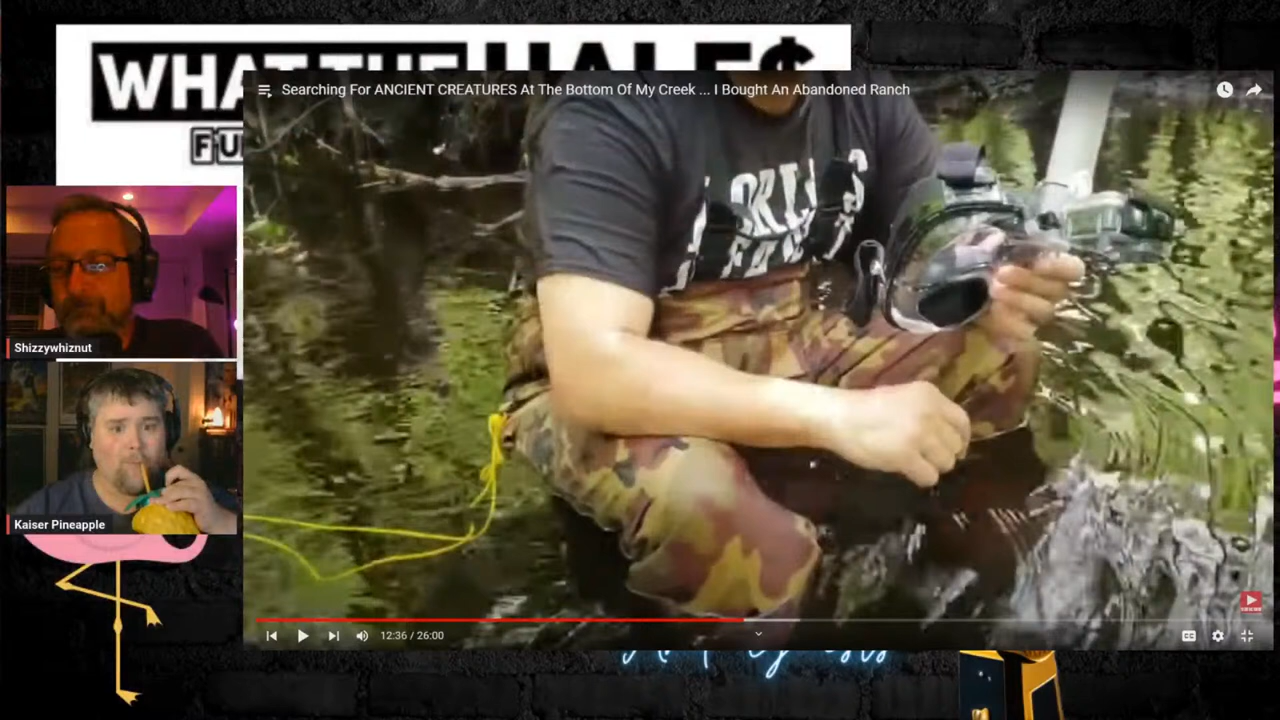 WHAT THE HALE$
Searching For ANCIENT CREATURES At The Bottom Of My Creek ... I Bought An Abandoned Ranch
Shizzywhiznut
Kaiser Pineapple
12:36 / 26:00
CC